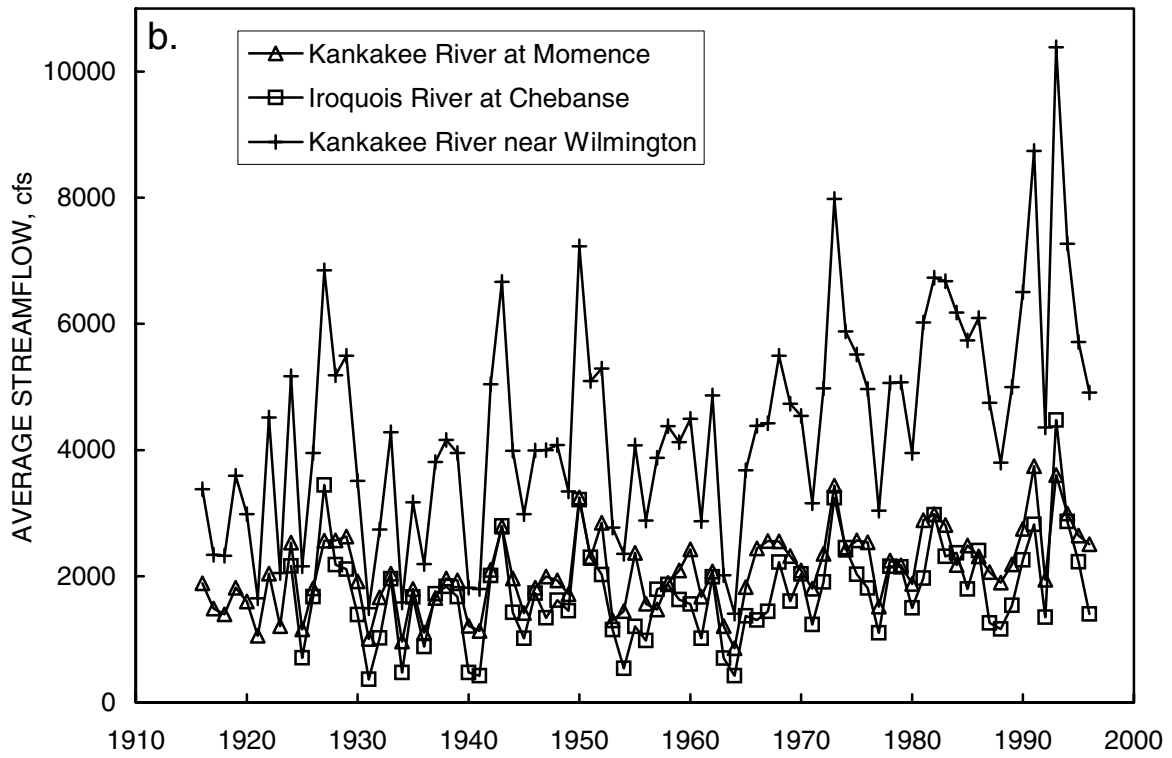 b.
Kankakee River at Momence
Iroquois River at Chebanse
Kankakee River near Wilmington
AVERAGE STREAMFLOW, cfs
10000
8000
6000
4000
2000
0
1910 1920 1930 1940 1950 1960 1970 1980 1990 2000